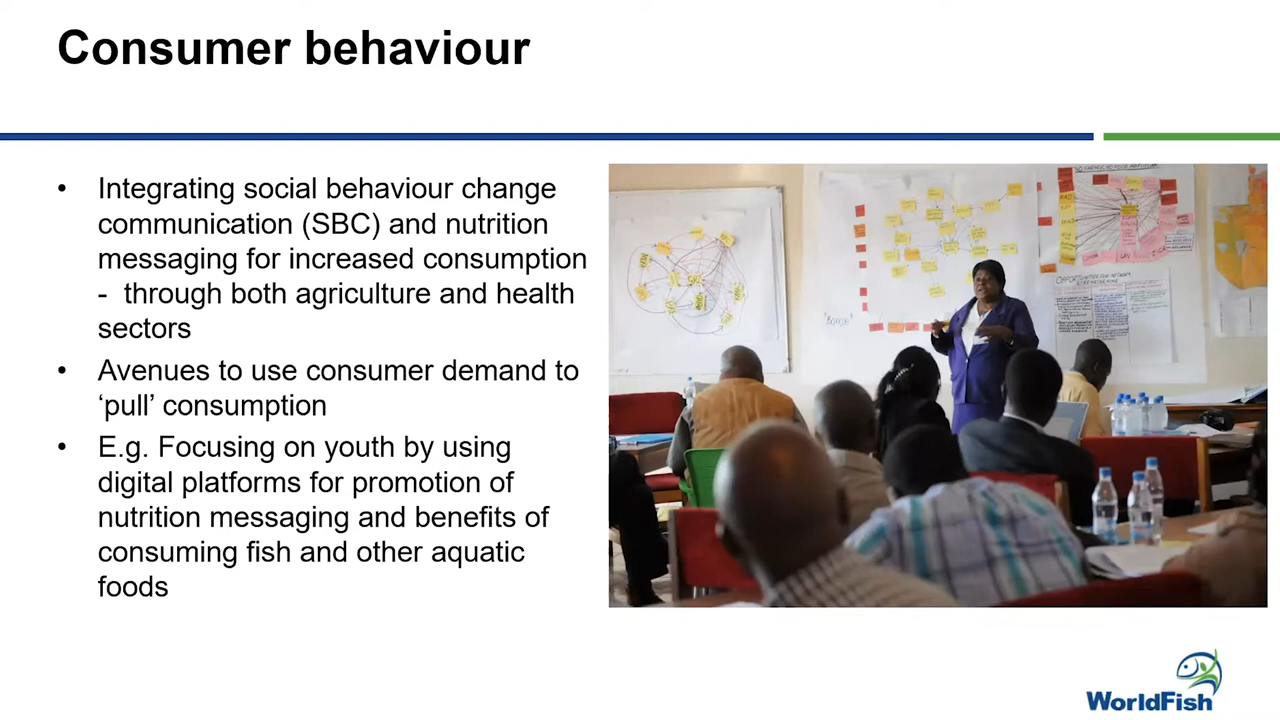 Consumer behaviour
• Integrating social behaviour change
communication (SBC) and nutrition
messaging for increased consumption
- through both agriculture and health
sectors
• Avenues to use consumer demand to
‘pull’ consumption
• E.g. Focusing on youth by using
digital platforms for promotion of
nutrition messaging and benefits of
consuming fish and other aquatic
foods
WorldFish